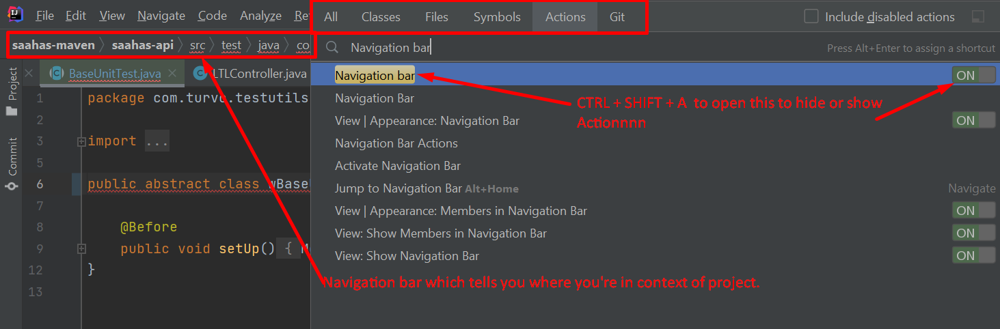 File Edit View Navigate Code Analyze
All Classes Files Symbols Actions Git
Include disabled actions
saahas-maven 〉 saahas-api 〉 src 〉 test 〉 java 〉 co
Navigation bar
Press Alt+Enter to assign a shortcut
Project
Commit
BaseUnitTest.java LTLController.java
1 package com.turvo.testutils
2
3 import ...
5
6 public abstract class wBase
7
8 @Before
9 public void setUp() { M
12 }
13
Navigation bar ON
Navigation Bar
View | Appearance: Navigation Bar ON
Navigation Bar Actions
Activate Navigation Bar
Jump to Navigation Bar Alt+Home Navigate
View | Appearance: Members in Navigation Bar ON
View: Show Members in Navigation Bar ON
View: Show Navigation Bar ON
CTRL + SHIFT + A to open this to hide or show
Actionnnn
Navigation bar which tells you where you're in context of project.